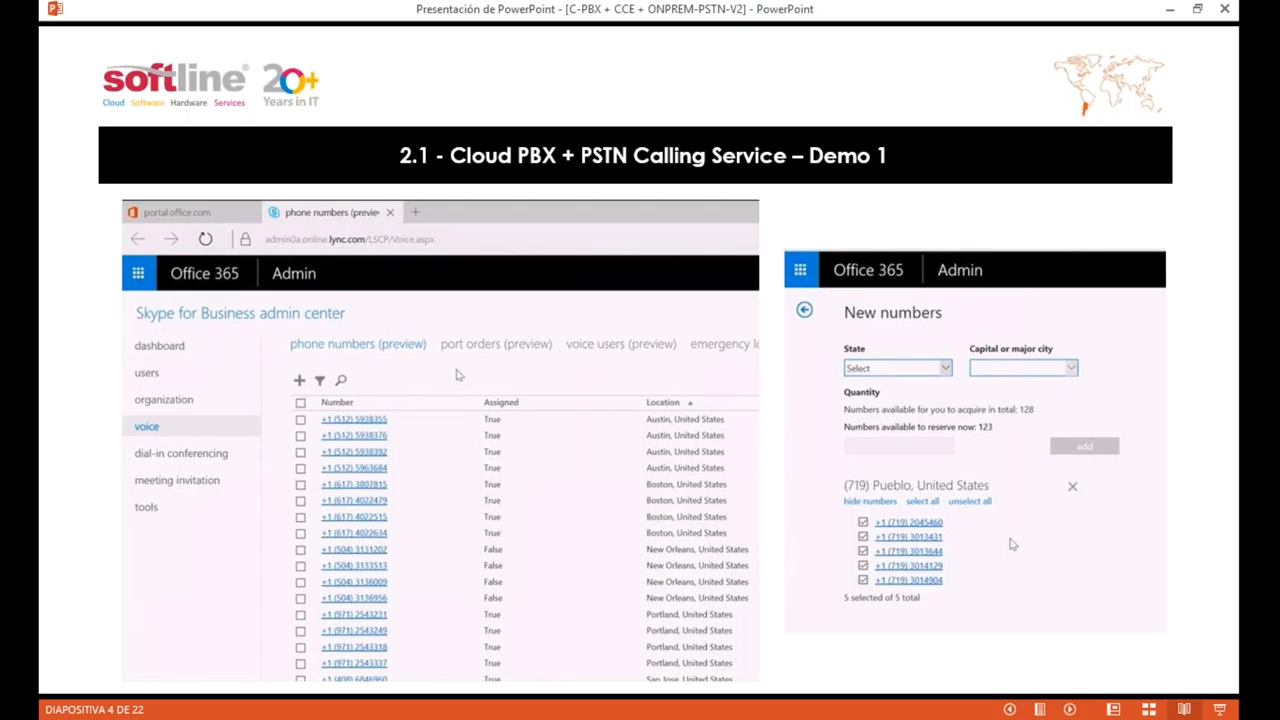 Presentación de PowerPoint - [C-PBX + CCE + ONPREM-PSTN-V2] - PowerPoint
softline® 20+
Cloud Software Hardware Services Years in IT
2.1 - Cloud PBX + PSTN Calling Service – Demo 1
portal.office.com phone numbers (previe
admin0a.online.lync.com/LSCP/Voice.aspx
Office 365 Admin
Skype for Business admin center
dashboard
users
organization
voice
dial-in conferencing
meeting invitation
tools
phone numbers (preview) port orders (preview) voice users (preview) emergency lo
Number Assigned Location
+1 (512) 5938355 True Austin, United States
+1 (512) 5938376 True Austin, United States
+1 (512) 5938392 True Austin, United States
+1 (512) 5963684 True Austin, United States
+1 (617) 3807815 True Boston, United States
+1 (617) 4022479 True Boston, United States
+1 (617) 4022515 True Boston, United States
+1 (617) 4022634 True Boston, United States
+1 (504) 3131202 False New Orleans, United States
+1 (504) 3133513 False New Orleans, United States
+1 (504) 3136009 False New Orleans, United States
+1 (504) 3136956 False New Orleans, United States
+1 (971) 2543231 True Portland, United States
+1 (971) 2543249 True Portland, United States
+1 (971) 2543318 True Portland, United States
+1 (971) 2543337 True Portland, United States
+1 (408) 6846960 True San Jose, United States
Office 365 Admin
New numbers
State Capital or major city
Select
Quantity
Numbers available for you to acquire in total: 128
Numbers available to reserve now: 123
add
(719) Pueblo, United States
hide numbers select all unselect all
+1 (719) 2045460
+1 (719) 3013431
+1 (719) 3013644
+1 (719) 3014129
+1 (719) 3014904
5 selected of 5 total
DIAPOSITIVA 4 DE 22